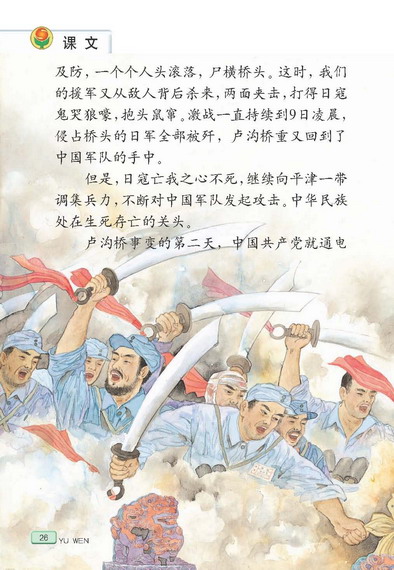 课文
及防，一个个人头滚落，尸横桥头。这时，我们
的援军又从敌人背后杀来，两面夹击，打得日寇
鬼哭狼嚎，抱头鼠窜。激战一直持续到9日凌晨，
侵占桥头的日军全部被歼，卢沟桥重又回到了
中国军队的手中。
但是，日寇亡我之心不死，继续向平津一带
调集兵力，不断对中国军队发起攻击。中华民族
处在生死存亡的关头。
卢沟桥事变的第二天，中国共产党就通电
26 YU WEN